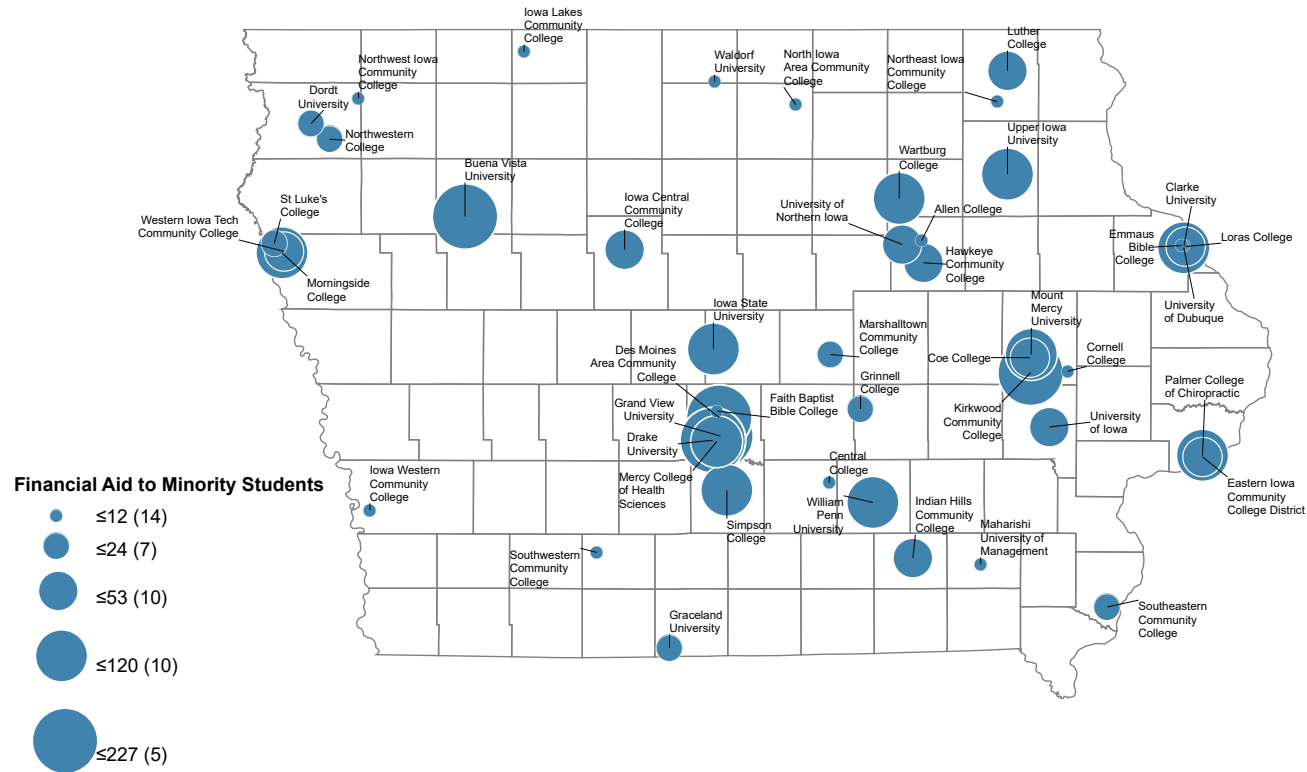 Iowa Lakes
Community
College
Luther
College
Northwest Iowa
Community
College
Waldorf
University
North Iowa
Area Community
College
Northeast Iowa
Community
College
Dordt
University
Northwestern
College
Upper Iowa
University
Wartburg
College
Buena Vista
University
St Luke's
College
Western Iowa Tech
Community College
Morningside
College
Iowa Central
Community
College
University of
Northern Iowa
Allen College
Hawkeye
Community
College
Clarke
University
Emmaus
Bible
College
Loras College
University
of Dubuque
Iowa State
University
Mount
Mercy
University
Marshalltown
Community
College
Coe College
Cornell
College
Des Moines
Area Community
College
Grinnell
College
Palmer College
of Chiropractic
Grand View
University
Faith Baptist
Bible College
Kirkwood
Community
College
University
of Iowa
Drake
University
Iowa Western
Community
College
Mercy College
of Health
Sciences
Central
College
William
Penn
University
Indian Hills
Community
College
Eastern Iowa
Community
College District
Simpson
College
Maharishi
University of
Management
Southwestern
Community
College
Graceland
University
Southeastern
Community
College
Financial Aid to Minority Students
≤12 (14)
≤24 (7)
≤53 (10)
≤120 (10)
≤227 (5)